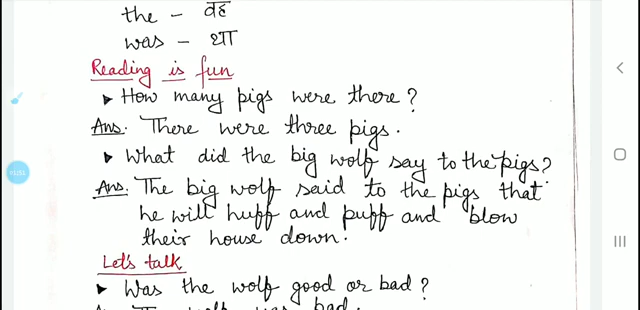 the - वह
was - था
Reading is fun
▸ How many pigs were there?
Ans. There were three pigs.
▸ What did the big wolf say to the pigs?
Ans. The big wolf said to the pigs that
he will huff and puff and blow
their house down.
Let's talk
▸ Was the wolf good or bad?